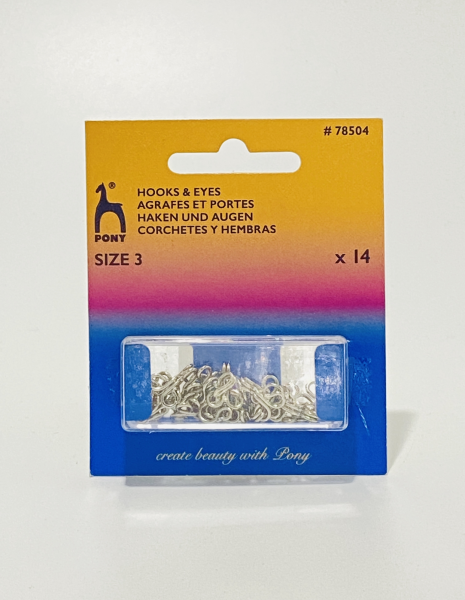 # 78504
HOOKS & EYES
AGRAFES ET PORTES
HAKEN UND AUGEN
CORCHETES Y HEMBRAS
®
PONY
SIZE 3
x 14
create beauty with Pony